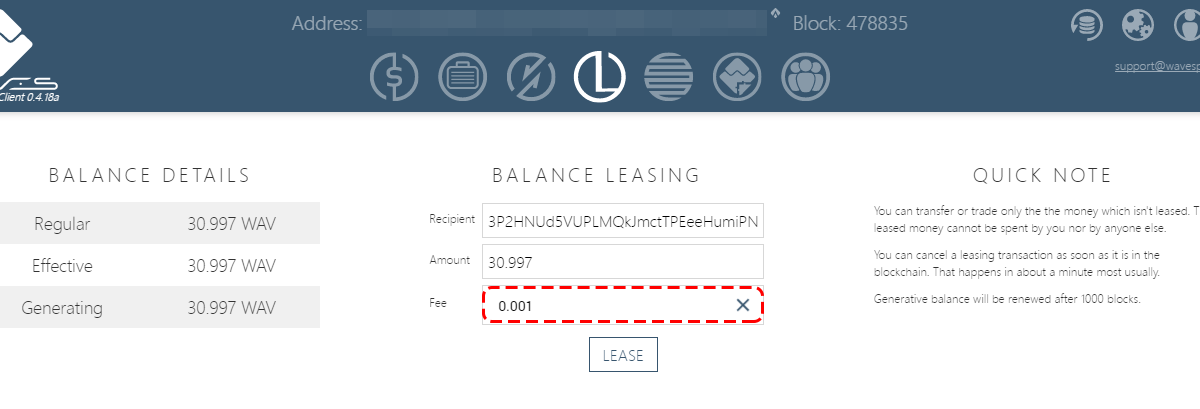 Address:
Block: 478835
Client 0.4.18a
support@wavesp
BALANCE DETAILS
Regular 30.997 WAV
Effective 30.997 WAV
Generating 30.997 WAV
BALANCE LEASING
Recipient 3P2HNUd5VUPLMQkJmctTPEeeHumiPN
Amount 30.997
Fee 0.001
LEASE
QUICK NOTE
You can transfer or trade only the the money which isn't leased. T
leased money cannot be spent by you nor by anyone else.
You can cancel a leasing transaction as soon as it is in the
blockchain. That happens in about a minute most usually.
Generative balance will be renewed after 1000 blocks.